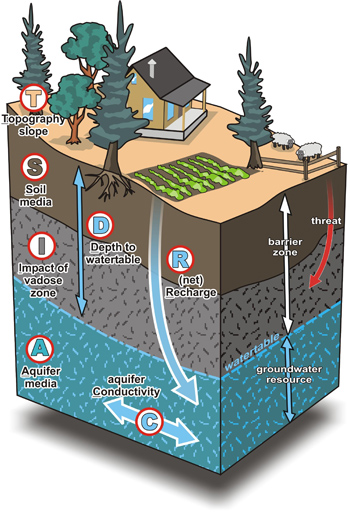 T
Topography
slope
S
Soil
media
D
Depth to
watertable
I
Impact of
vadose
zone
R
(net)
Recharge
A
Aquifer
media
aquifer
Conductivity
C
barrier
zone
threat
watertable
groundwater
resource